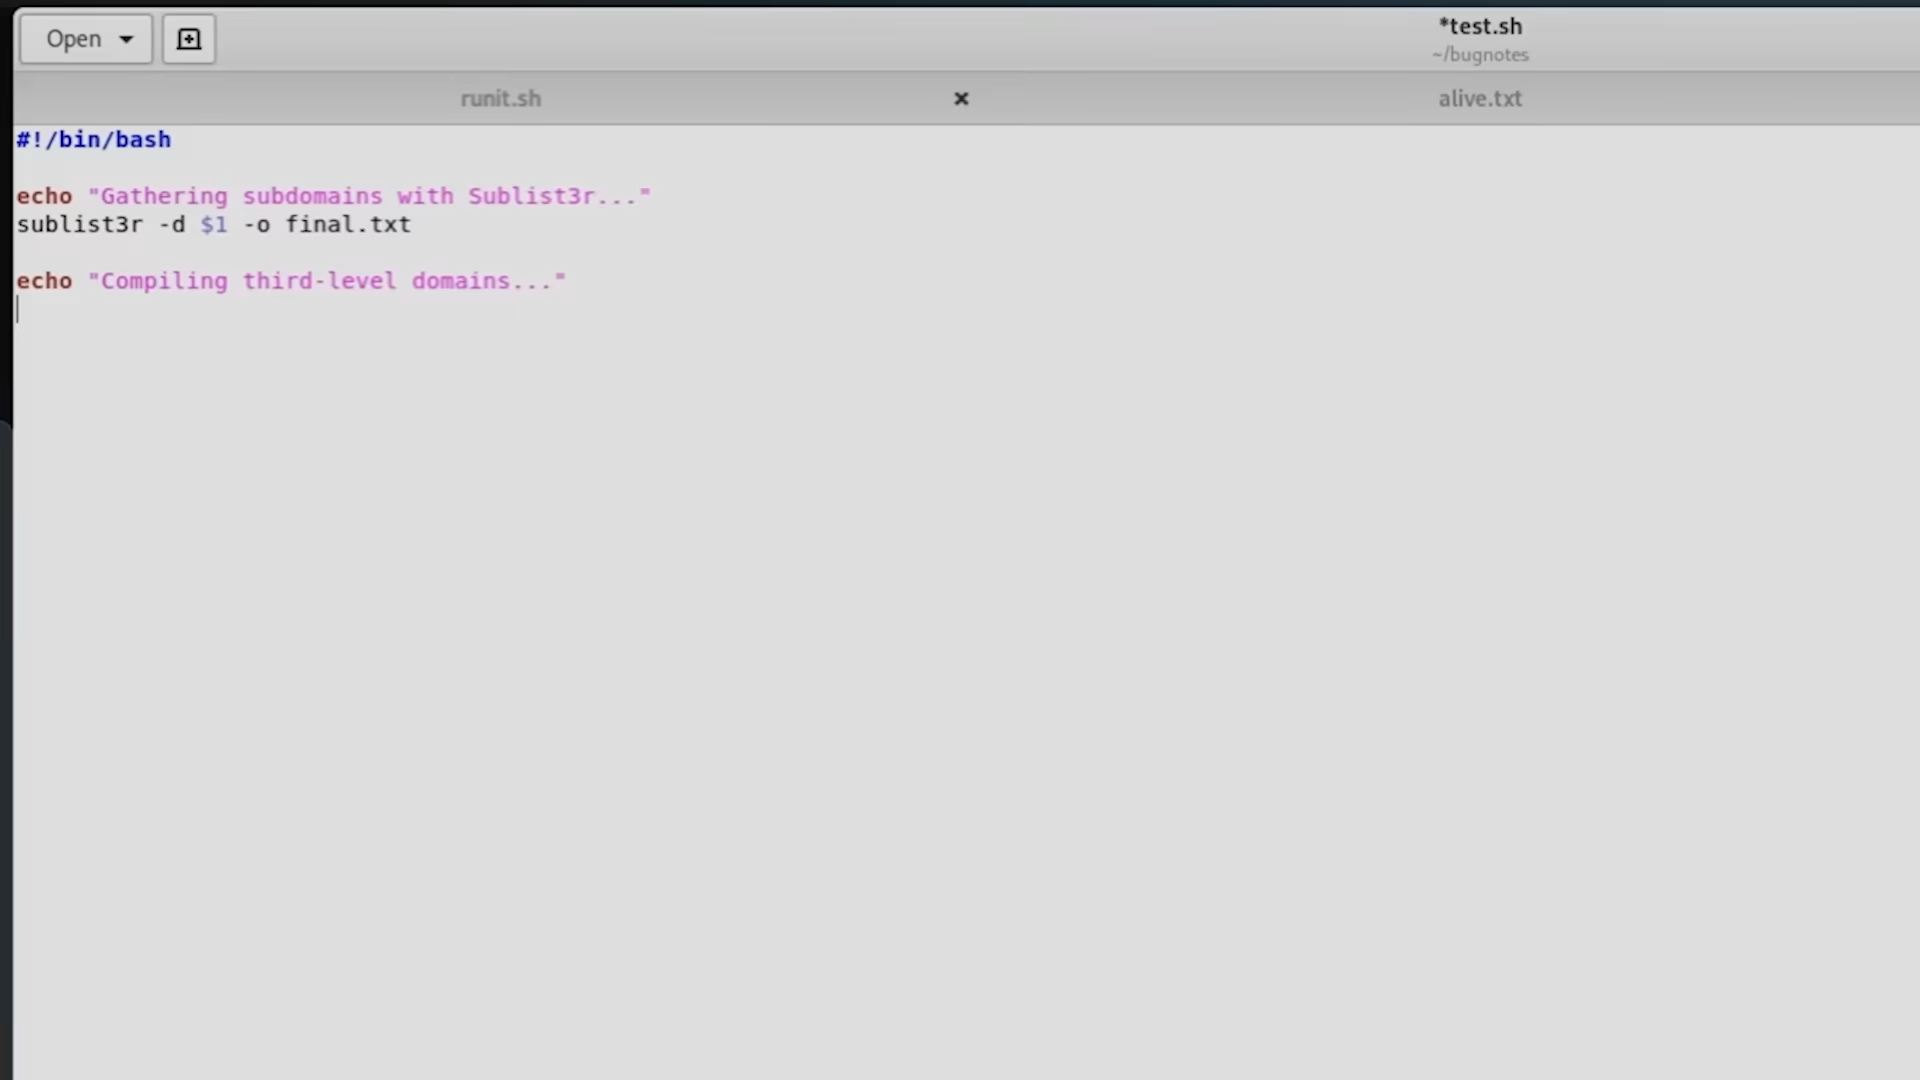 Open
*test.sh
~/bugnotes
runit.sh
alive.txt
#!/bin/bash
echo "Gathering subdomains with Sublist3r..."
sublist3r -d $1 -o final.txt
echo "Compiling third-level domains..."